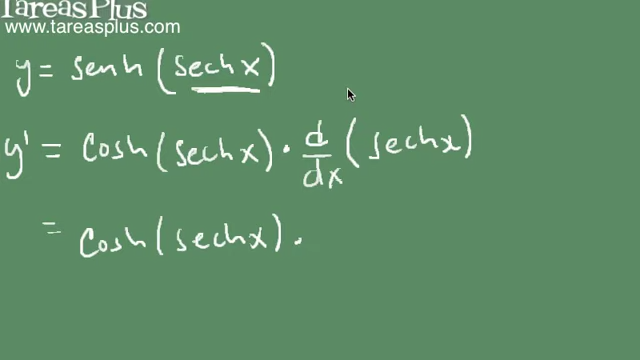 TareasPlus
www.tareasplus.com
y = senh (sech x)
y' = Cosh (sech x) · d/dx (sech x)
= Cosh (sech x) ·